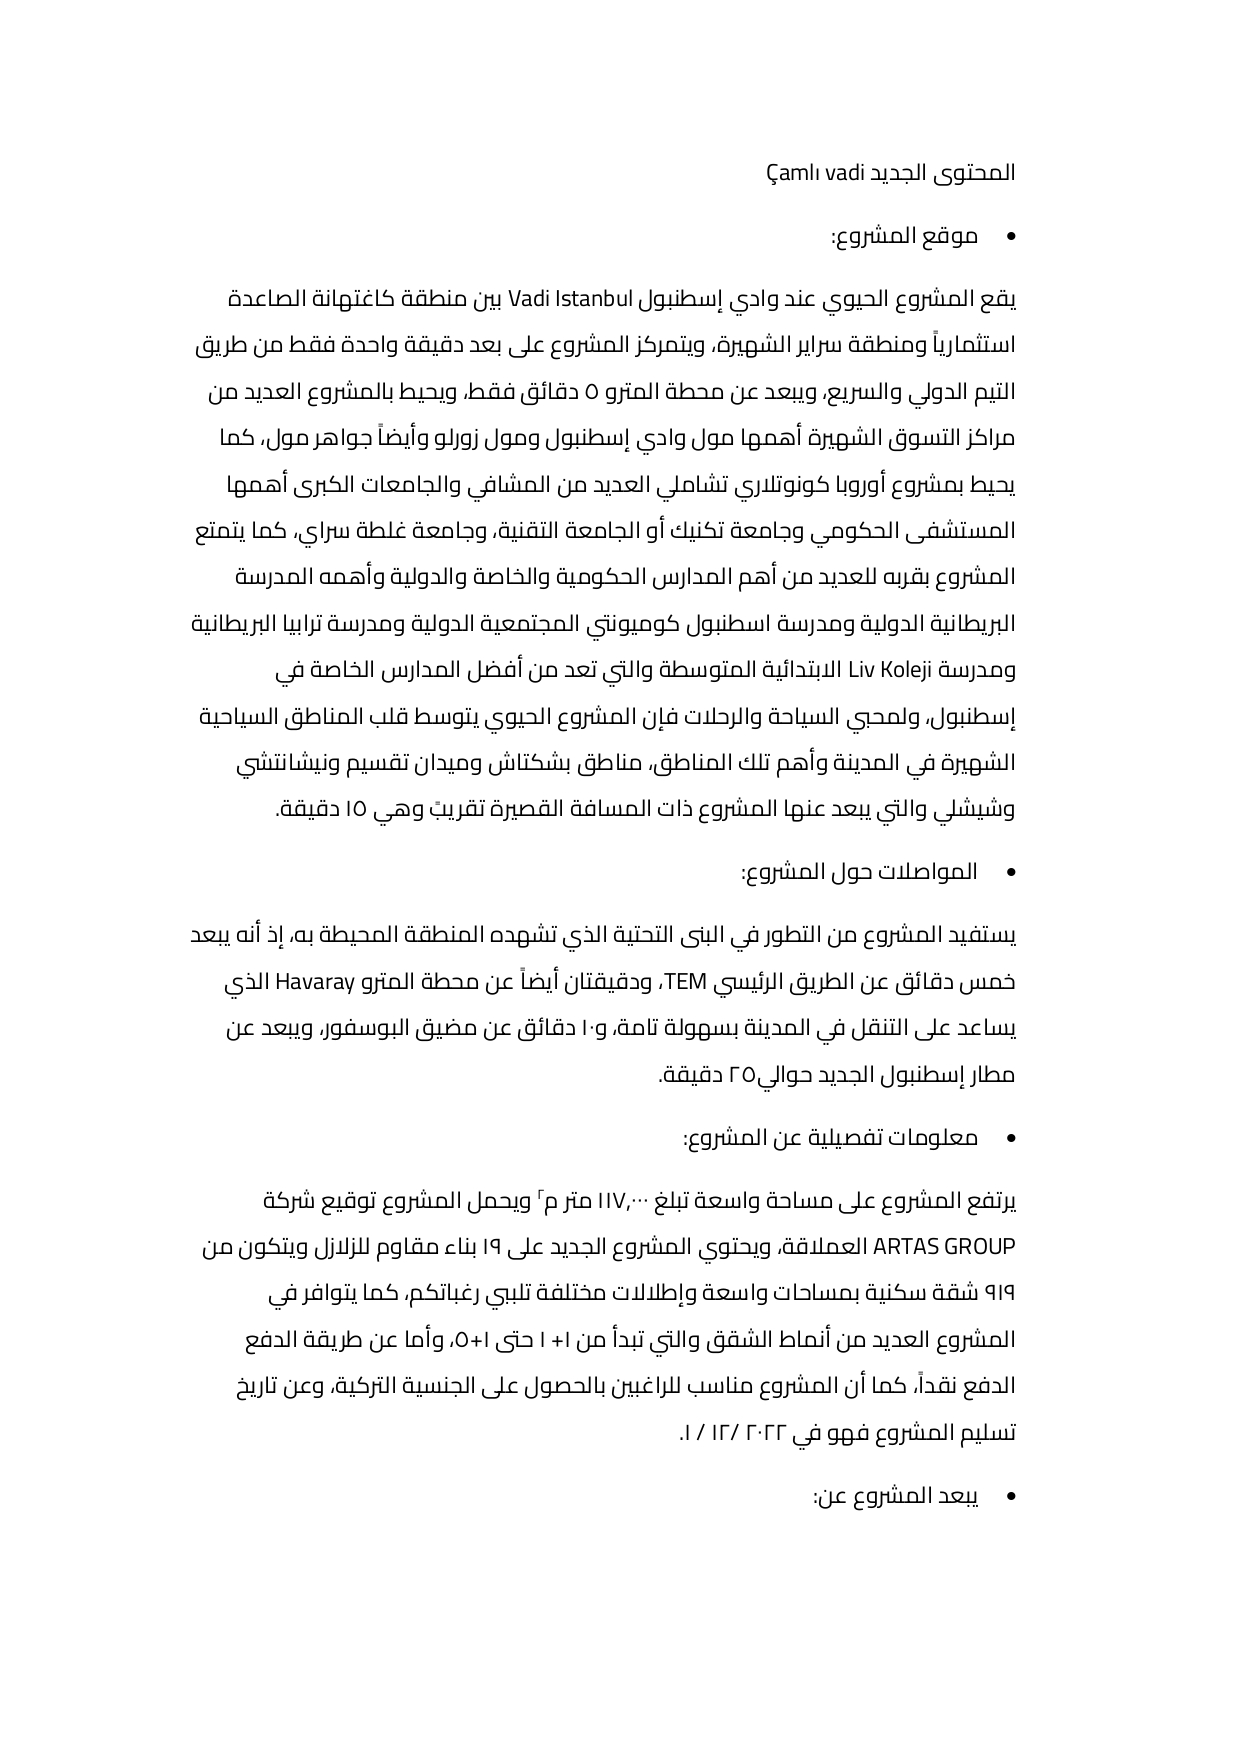 المحتوى الجديد Çamlı vadi
• موقع المشروع:
يقع المشروع الحيوي عند وادي إسطنبول Vadi Istanbul بين منطقة كاغتهانة الصاعدة
استثمارياً ومنطقة سراير الشهيرة، ويتمركز المشروع على بعد دقيقة واحدة فقط من طريق
التيم الدولي والسريع، ويبعد عن محطة المترو ٥ دقائق فقط، ويحيط بالمشروع العديد من
مراكز التسوق الشهيرة أهمها مول وادي إسطنبول ومول زورلو وأيضاً جواهر مول، كما
يحيط بمشروع أوروبا كونوتلاري تشاملي العديد من المشافي والجامعات الكبرى أهمها
المستشفى الحكومي وجامعة تكنيك أو الجامعة التقنية، وجامعة غلطة سراي، كما يتمتع
المشروع بقربه للعديد من أهم المدارس الحكومية والخاصة والدولية وأهمه المدرسة
البريطانية الدولية ومدرسة اسطنبول كوميونتي المجتمعية الدولية ومدرسة ترابيا البريطانية
ومدرسة Liv Koleji الابتدائية المتوسطة والتي تعد من أفضل المدارس الخاصة في
إسطنبول، ولمحبي السياحة والرحلات فإن المشروع الحيوي يتوسط قلب المناطق السياحية
الشهيرة في المدينة وأهم تلك المناطق، مناطق بشكتاش وميدان تقسيم ونيشانتشي
وشيشلي والتي يبعد عنها المشروع ذات المسافة القصيرة تقريبً وهي ١٥ دقيقة.
• المواصلات حول المشروع:
يستفيد المشروع من التطور في البنى التحتية الذي تشهده المنطقة المحيطة به، إذ أنه يبعد
خمس دقائق عن الطريق الرئيسي TEM، ودقيقتان أيضاً عن محطة المترو Havaray الذي
يساعد على التنقل في المدينة بسهولة تامة، و١٠ دقائق عن مضيق البوسفور، ويبعد عن
مطار إسطنبول الجديد حوالي٢٥ دقيقة.
• معلومات تفصيلية عن المشروع:
يرتفع المشروع على مساحة واسعة تبلغ ١١٧,٠٠٠ متر م٢ ويحمل المشروع توقيع شركة
ARTAS GROUP العملاقة، ويحتوي المشروع الجديد على ١٩ بناء مقاوم للزلازل ويتكون من
٩١٩ شقة سكنية بمساحات واسعة وإطلالات مختلفة تلببي رغباتكم، كما يتوافر في
المشروع العديد من أنماط الشقق والتي تبدأ من ١+ ١ حتى ١+٥، وأما عن طريقة الدفع
الدفع نقداً، كما أن المشروع مناسب للراغبين بالحصول على الجنسية التركية، وعن تاريخ
تسليم المشروع فهو في ٢٠٢٢ /١٢ / ١.
• يبعد المشروع عن: